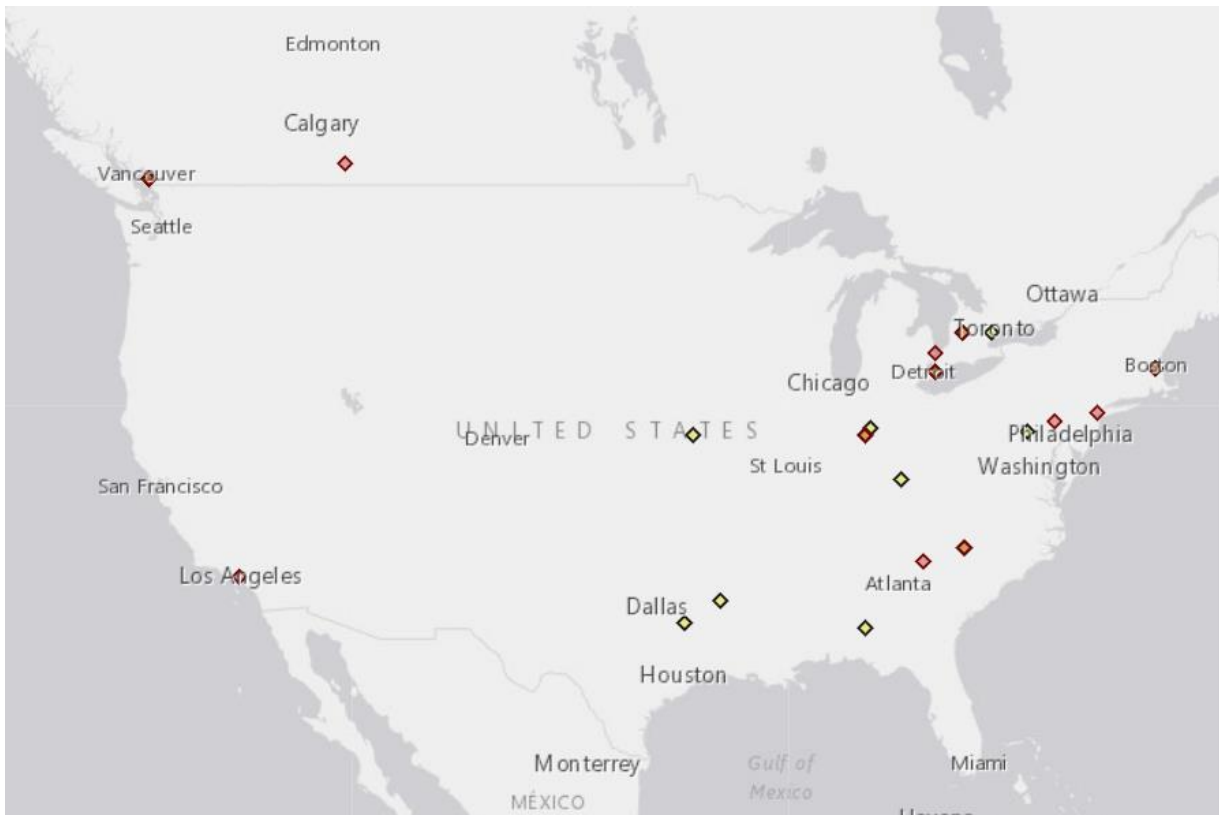 Edmonton
Calgary
Vancouver
Seattle
Ottawa
Toronto
Boston
Detroit
Chicago
UNITED STATES
Denver
Philadelphia
St Louis
Washington
San Francisco
Los Angeles
Atlanta
Dallas
Houston
Monterrey
Gulf of
Mexico
Miami
MÉXICO